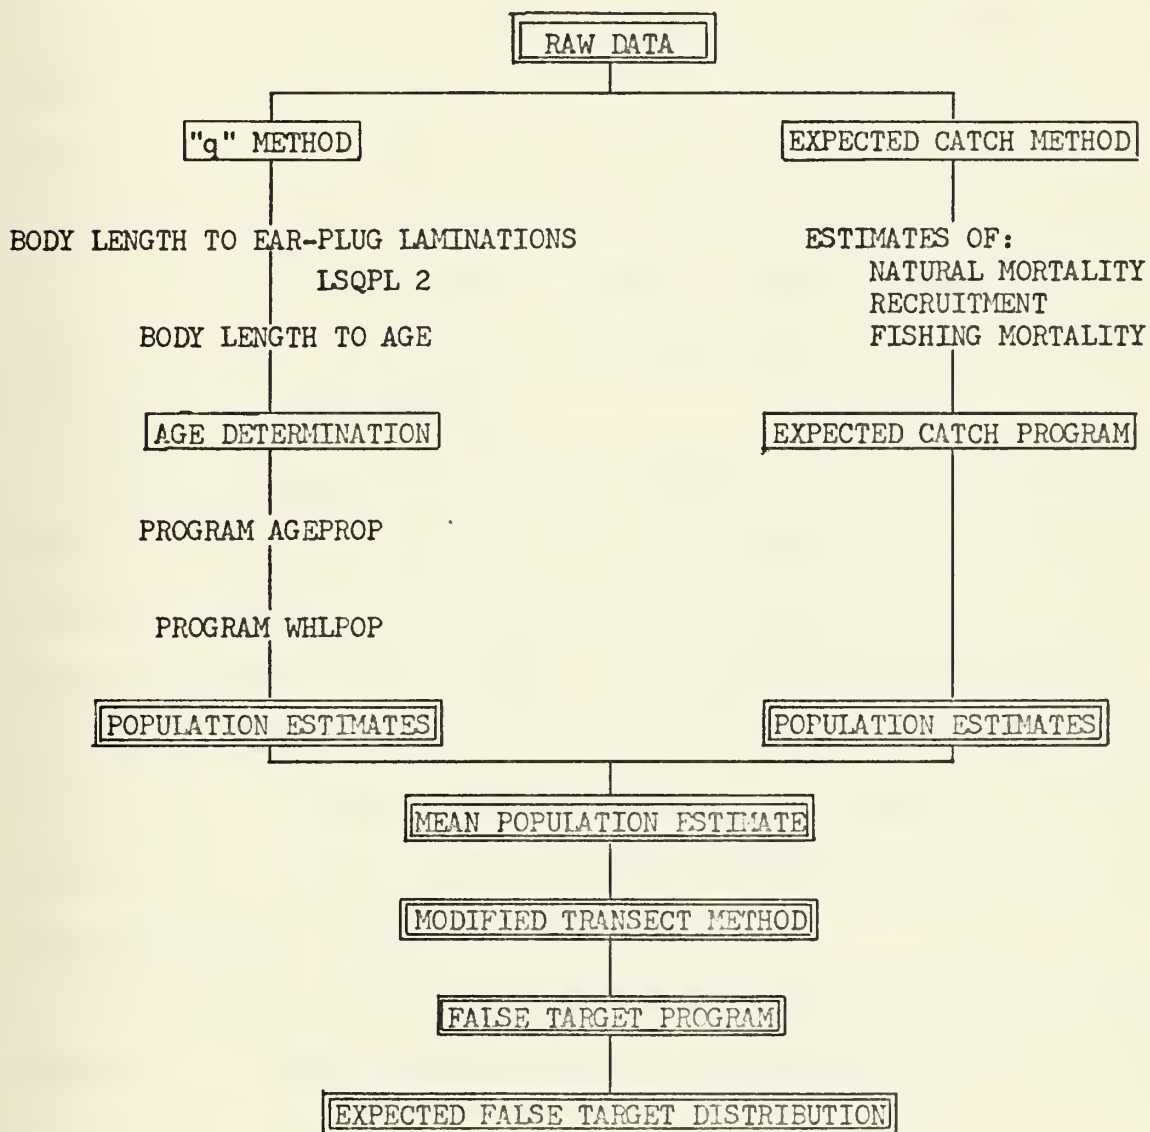 RAW DATA
"q" METHOD
EXPECTED CATCH METHOD
BODY LENGTH TO EAR-PLUG LAMINATIONS
LSQPL 2
BODY LENGTH TO AGE
ESTIMATES OF:
NATURAL MORTALITY
RECRUITMENT
FISHING MORTALITY
AGE DETERMINATION
EXPECTED CATCH PROGRAM
PROGRAM AGEPROP
PROGRAM WHLPOP
POPULATION ESTIMATES
POPULATION ESTIMATES
MEAN POPULATION ESTIMATE
MODIFIED TRANSECT METHOD
FALSE TARGET PROGRAM
EXPECTED FALSE TARGET DISTRIBUTION